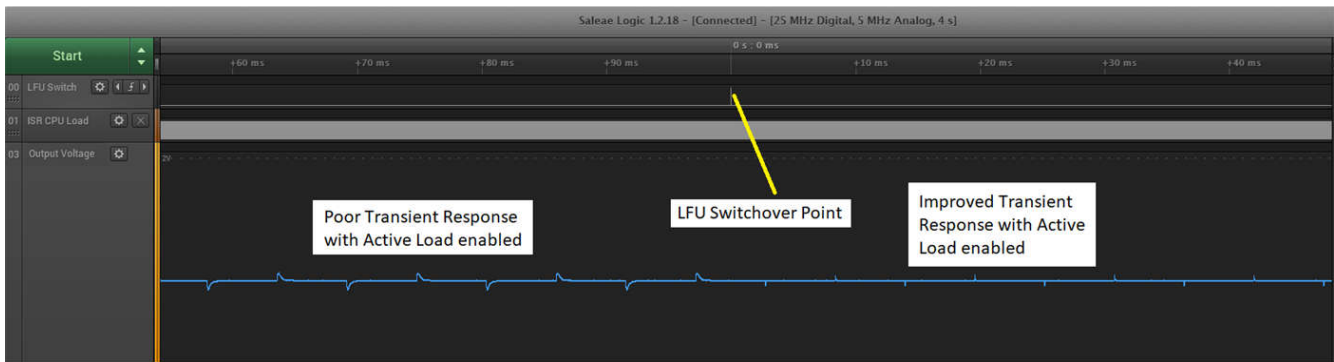 Saleae Logic 1.2.18 - [Connected] - [25 MHz Digital, 5 MHz Analog, 4 s]
Start
0 s : 0 ms
+60 ms +70 ms +80 ms +90 ms +10 ms +20 ms +30 ms +40 ms
00 LFU Switch
01 ISR CPU Load
03 Output Voltage
2V
Poor Transient Response
with Active Load enabled
LFU Switchover Point
Improved Transient
Response with Active
Load enabled